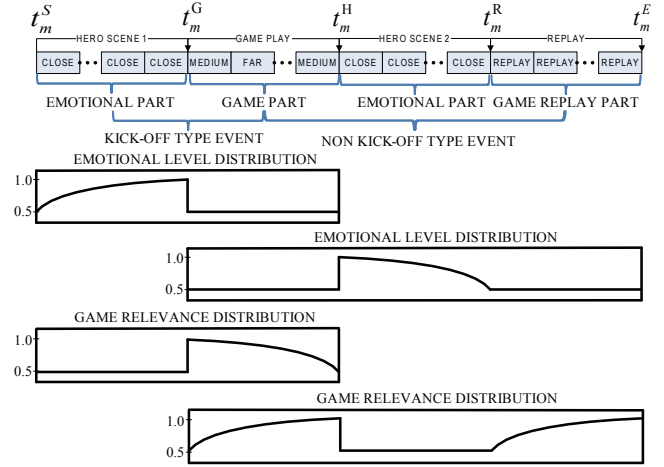 t_m^S t_m^G t_m^H t_m^R t_m^E
HERO SCENE 1 GAME PLAY HERO SCENE 2 REPLAY
CLOSE ••• CLOSE CLOSE MEDIUM FAR ••• MEDIUM CLOSE CLOSE ••• CLOSE REPLAY REPLAY ••• REPLAY
EMOTIONAL PART GAME PART EMOTIONAL PART GAME REPLAY PART
KICK-OFF TYPE EVENT NON KICK-OFF TYPE EVENT
EMOTIONAL LEVEL DISTRIBUTION
1.0
0.5
EMOTIONAL LEVEL DISTRIBUTION
1.0
0.5
GAME RELEVANCE DISTRIBUTION
1.0
0.5
GAME RELEVANCE DISTRIBUTION
1.0
0.5